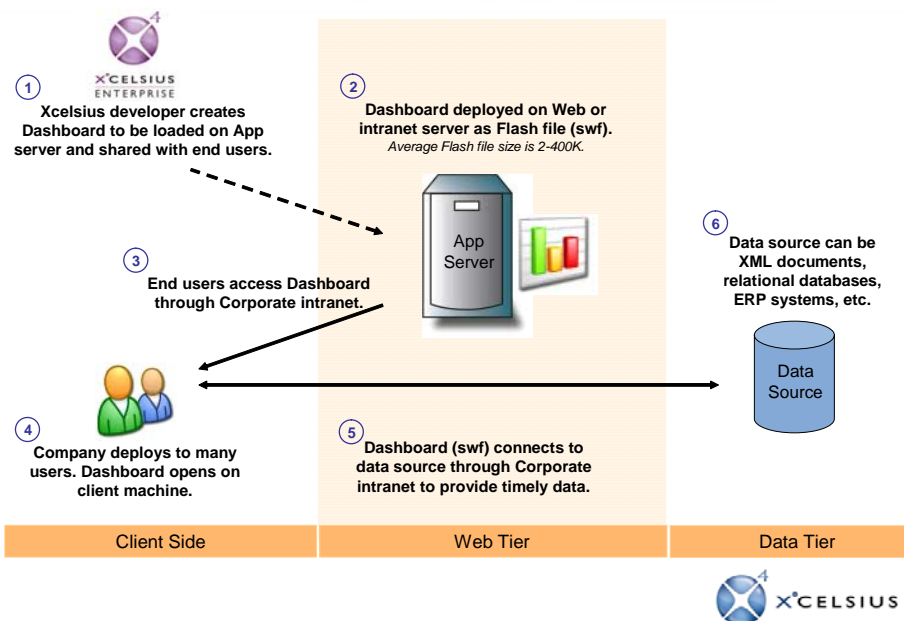 4
X°CELSIUS
ENTERPRISE
1
Xcelsius developer creates
Dashboard to be loaded on App
server and shared with end users.
2
Dashboard deployed on Web or
intranet server as Flash file (swf).
Average Flash file size is 2-400K.
App
Server
3
End users access Dashboard
through Corporate intranet.
6
Data source can be
XML documents,
relational databases,
ERP systems, etc.
Data
Source
4
Company deploys to many
users. Dashboard opens on
client machine.
5
Dashboard (swf) connects to
data source through Corporate
intranet to provide timely data.
Client Side
Web Tier
Data Tier
4
X°CELSIUS